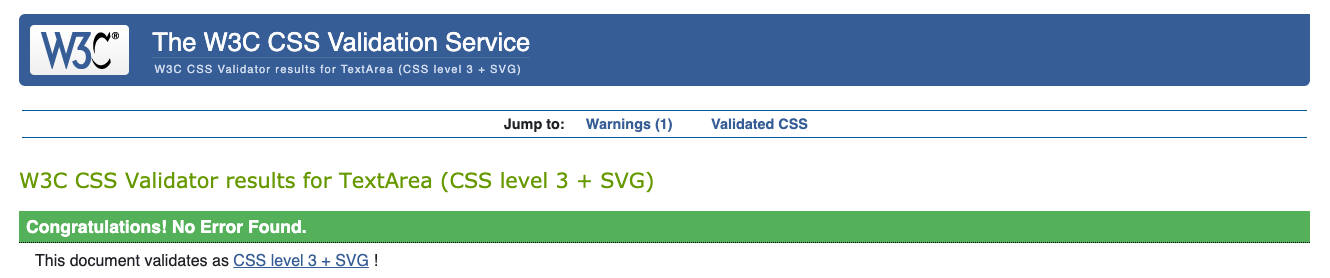 W3C®
The W3C CSS Validation Service
W3C CSS Validator results for TextArea (CSS level 3 + SVG)
Jump to: Warnings (1) Validated CSS
W3C CSS Validator results for TextArea (CSS level 3 + SVG)
Congratulations! No Error Found.
This document validates as CSS level 3 + SVG !